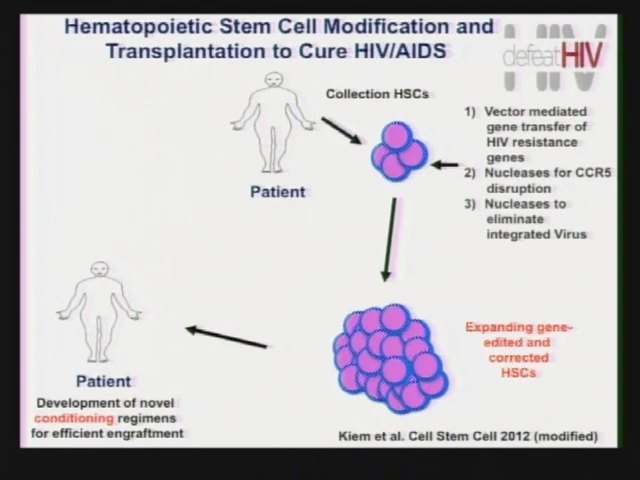 Hematopoietic Stem Cell Modification and
Transplantation to Cure HIV/AIDS
HIV
defeatHIV
Collection HSCs
Patient
1) Vector mediated
gene transfer of
HIV resistance
genes
2) Nucleases for CCR5
disruption
3) Nucleases to
eliminate
integrated Virus
Expanding gene-
edited and
corrected
HSCs
Patient
Development of novel
conditioning regimens
for efficient engraftment
Kiem et al. Cell Stem Cell 2012 (modified)